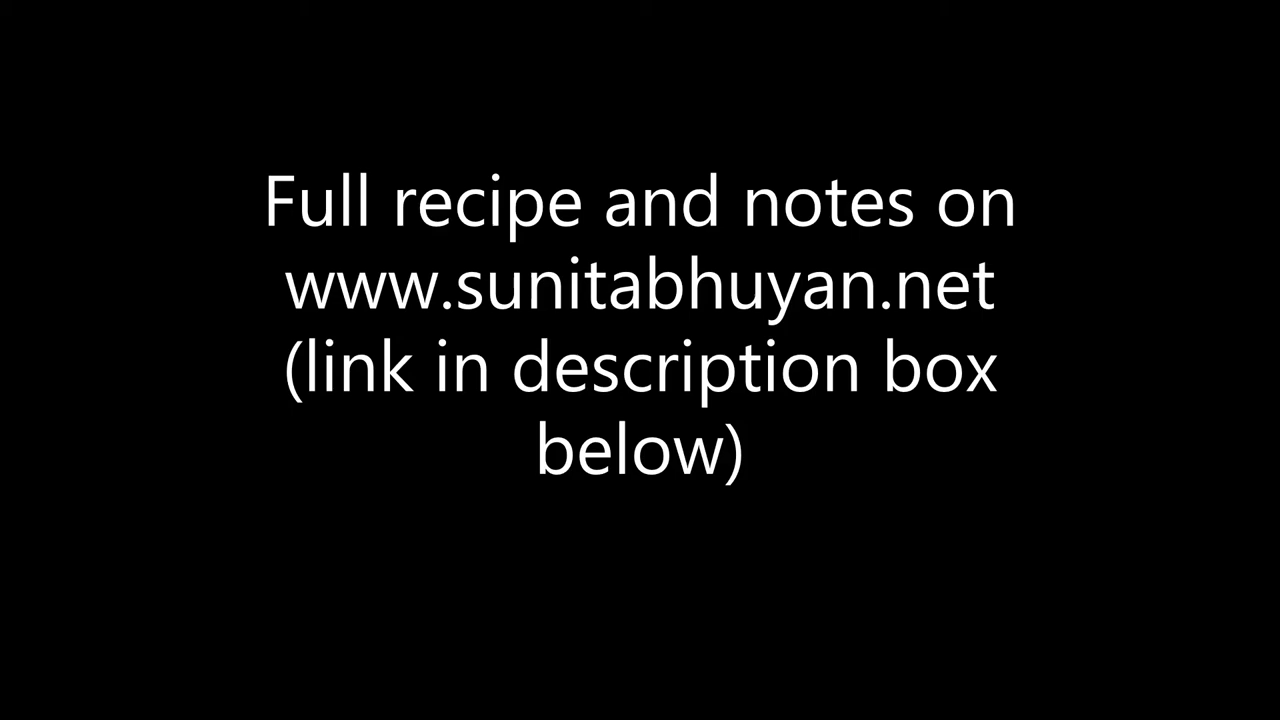 Full recipe and notes on
www.sunitabhuyan.net
(link in description box
below)